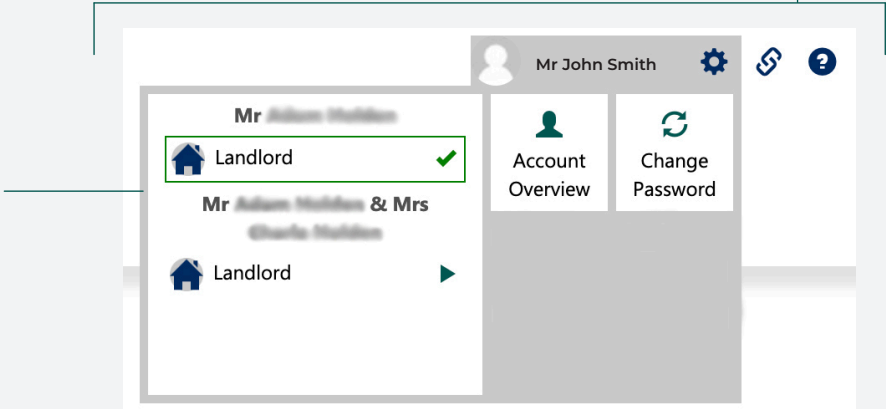 Mr John Smith
Mr
Landlord
Mr & Mrs
Landlord
Account
Overview
Change
Password